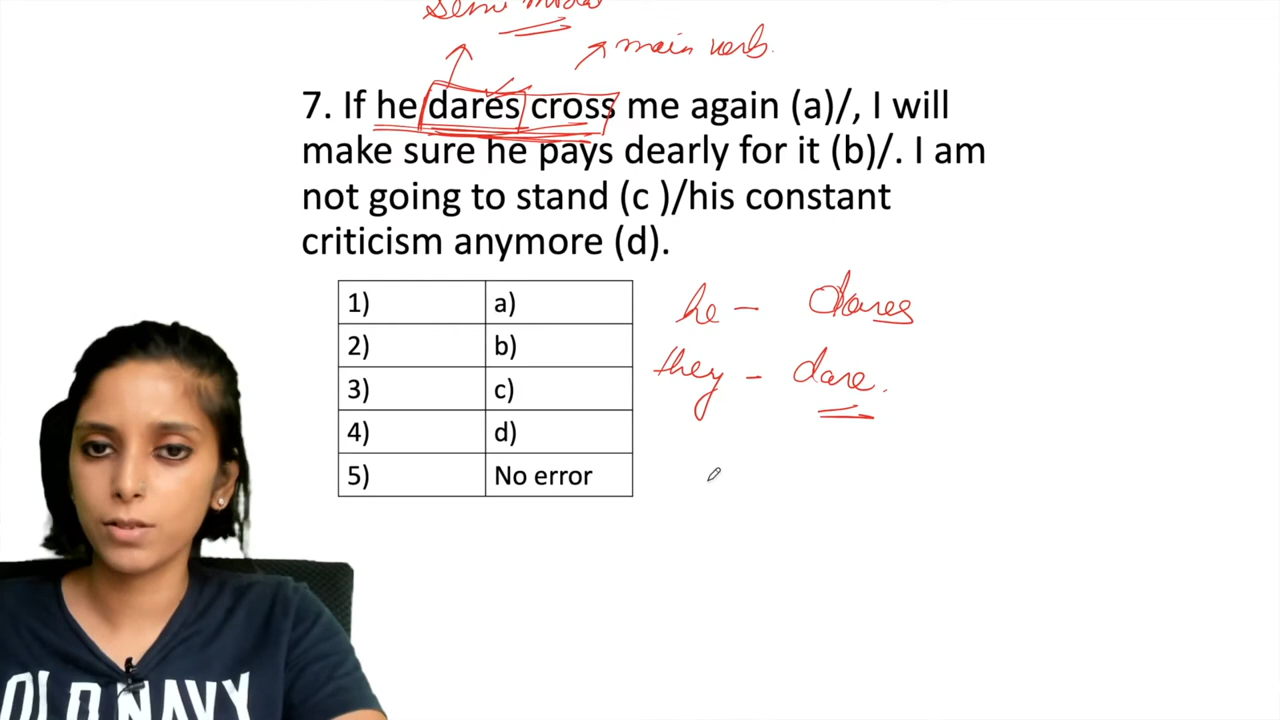 semi modal
main verb.
7. If he dares cross me again (a)/, I will
make sure he pays dearly for it (b)/. I am
not going to stand (c )/his constant
criticism anymore (d).
1) a)
2) b)
3) c)
4) d)
5) No error
he - dares
they - dare.
OLD NAVY